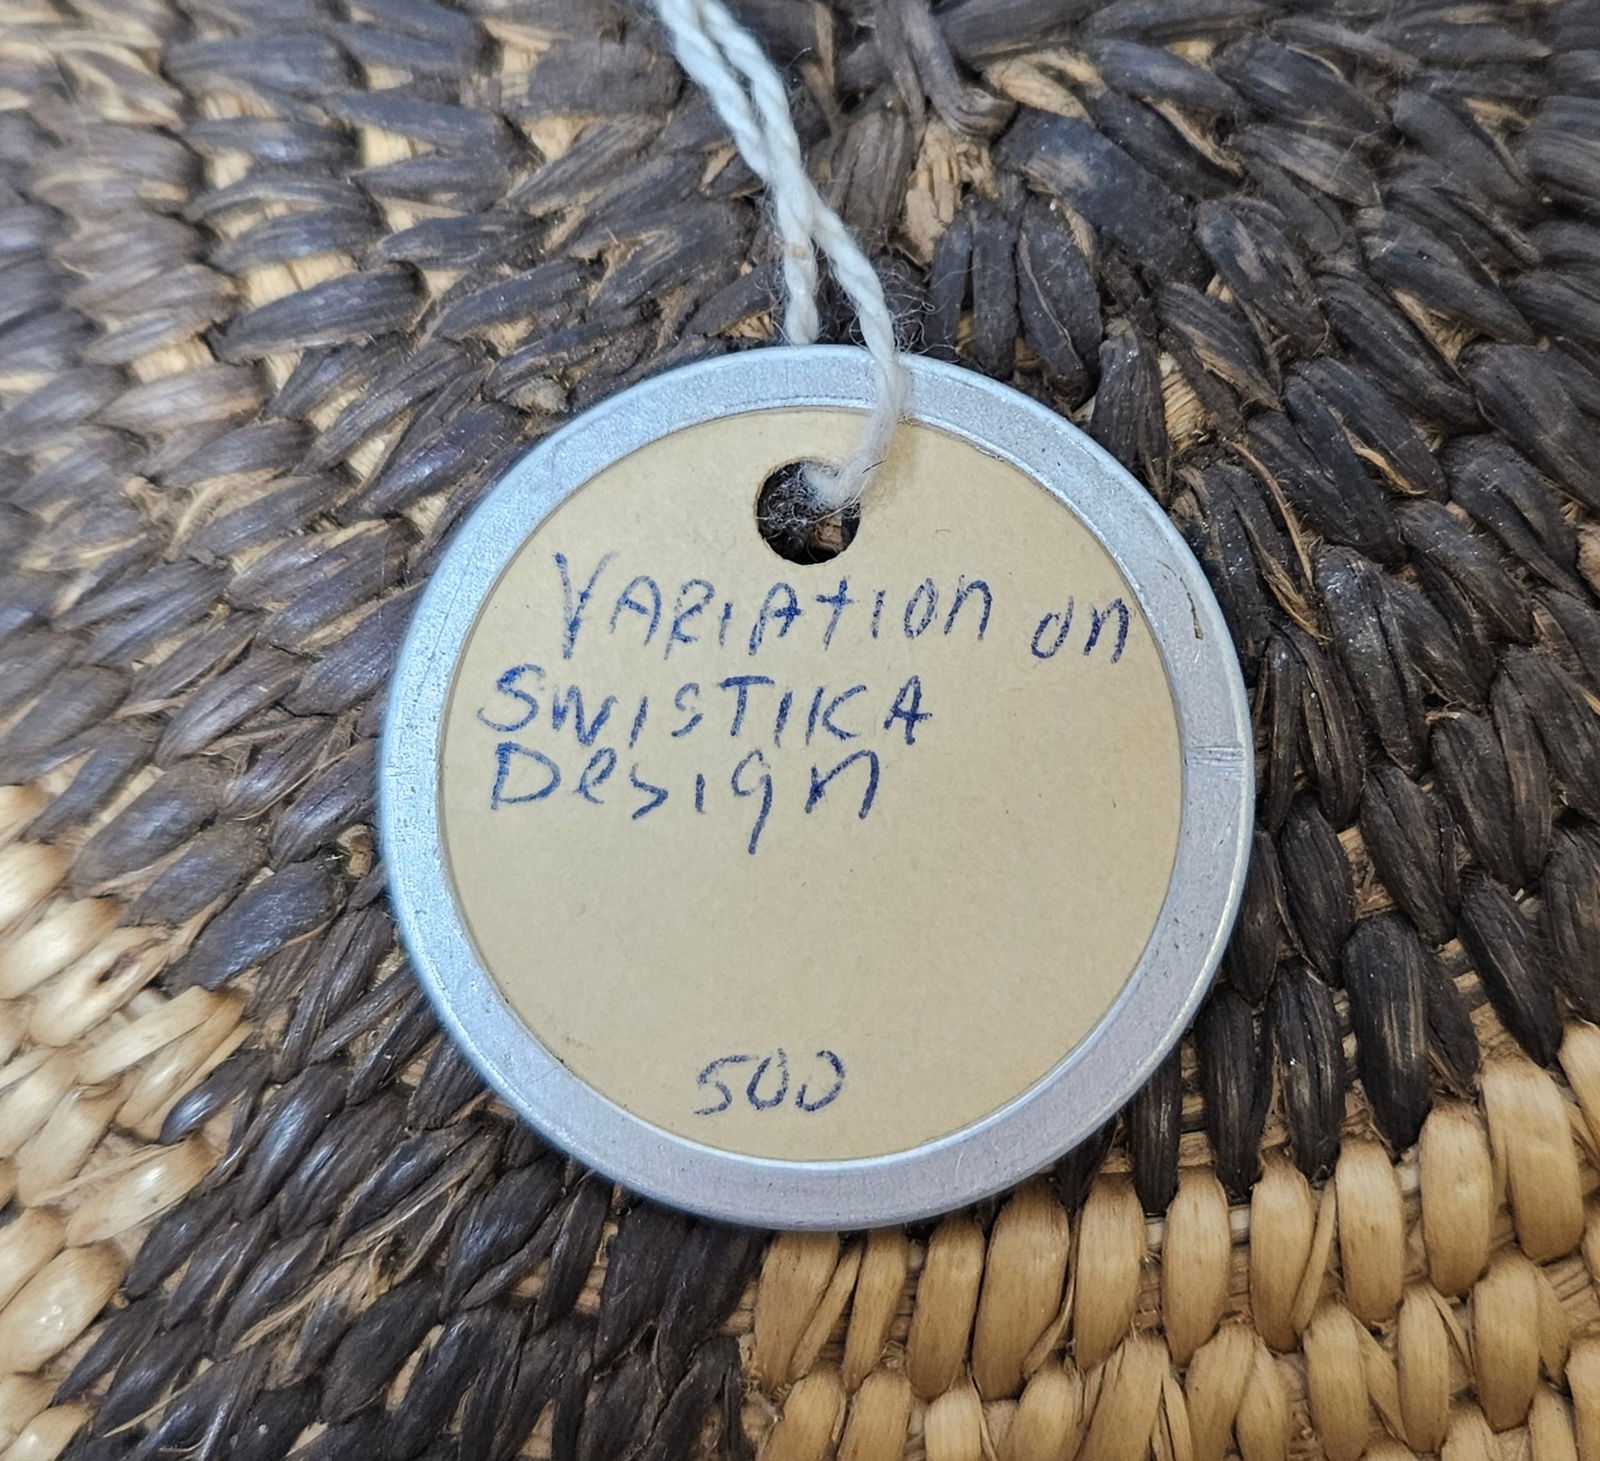 VARIAtION ON
SWISTIKA
Design
500